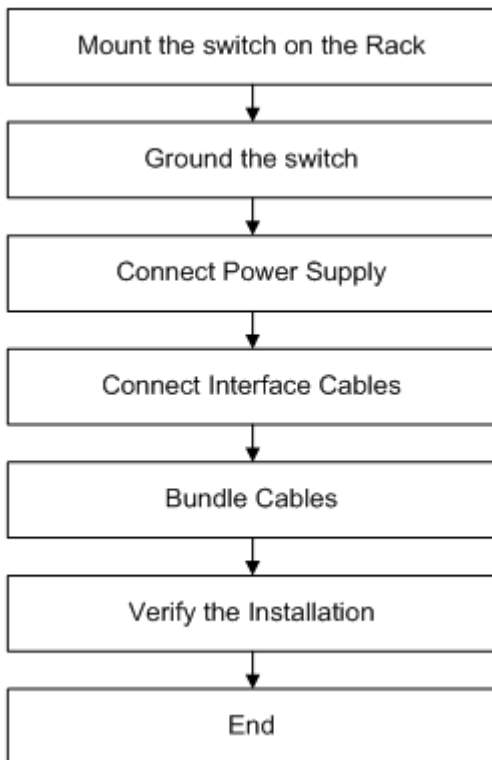 Mount the switch on the Rack
Ground the switch
Connect Power Supply
Connect Interface Cables
Bundle Cables
Verify the Installation
End